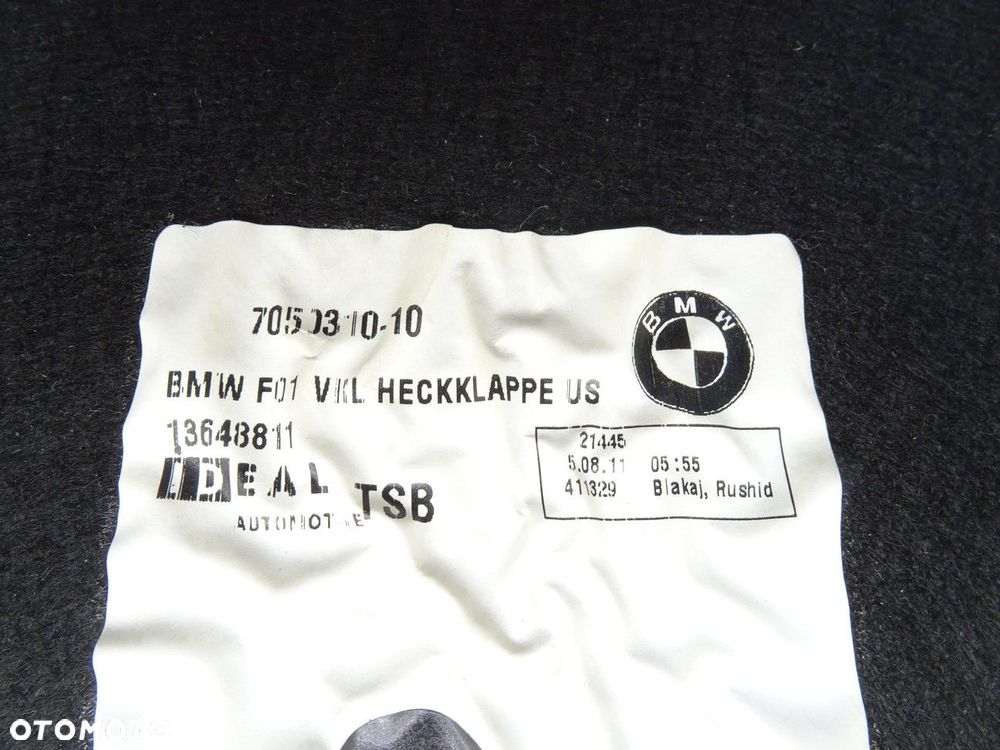 7050310-10
BMW
BMW F01 VKL HECKKLAPPE US
13648811
IDEAL TSB
AUTOMOTIVE
21445
5.08.11 05:55
411329 Blakaj, Rushid
OTOMOTO